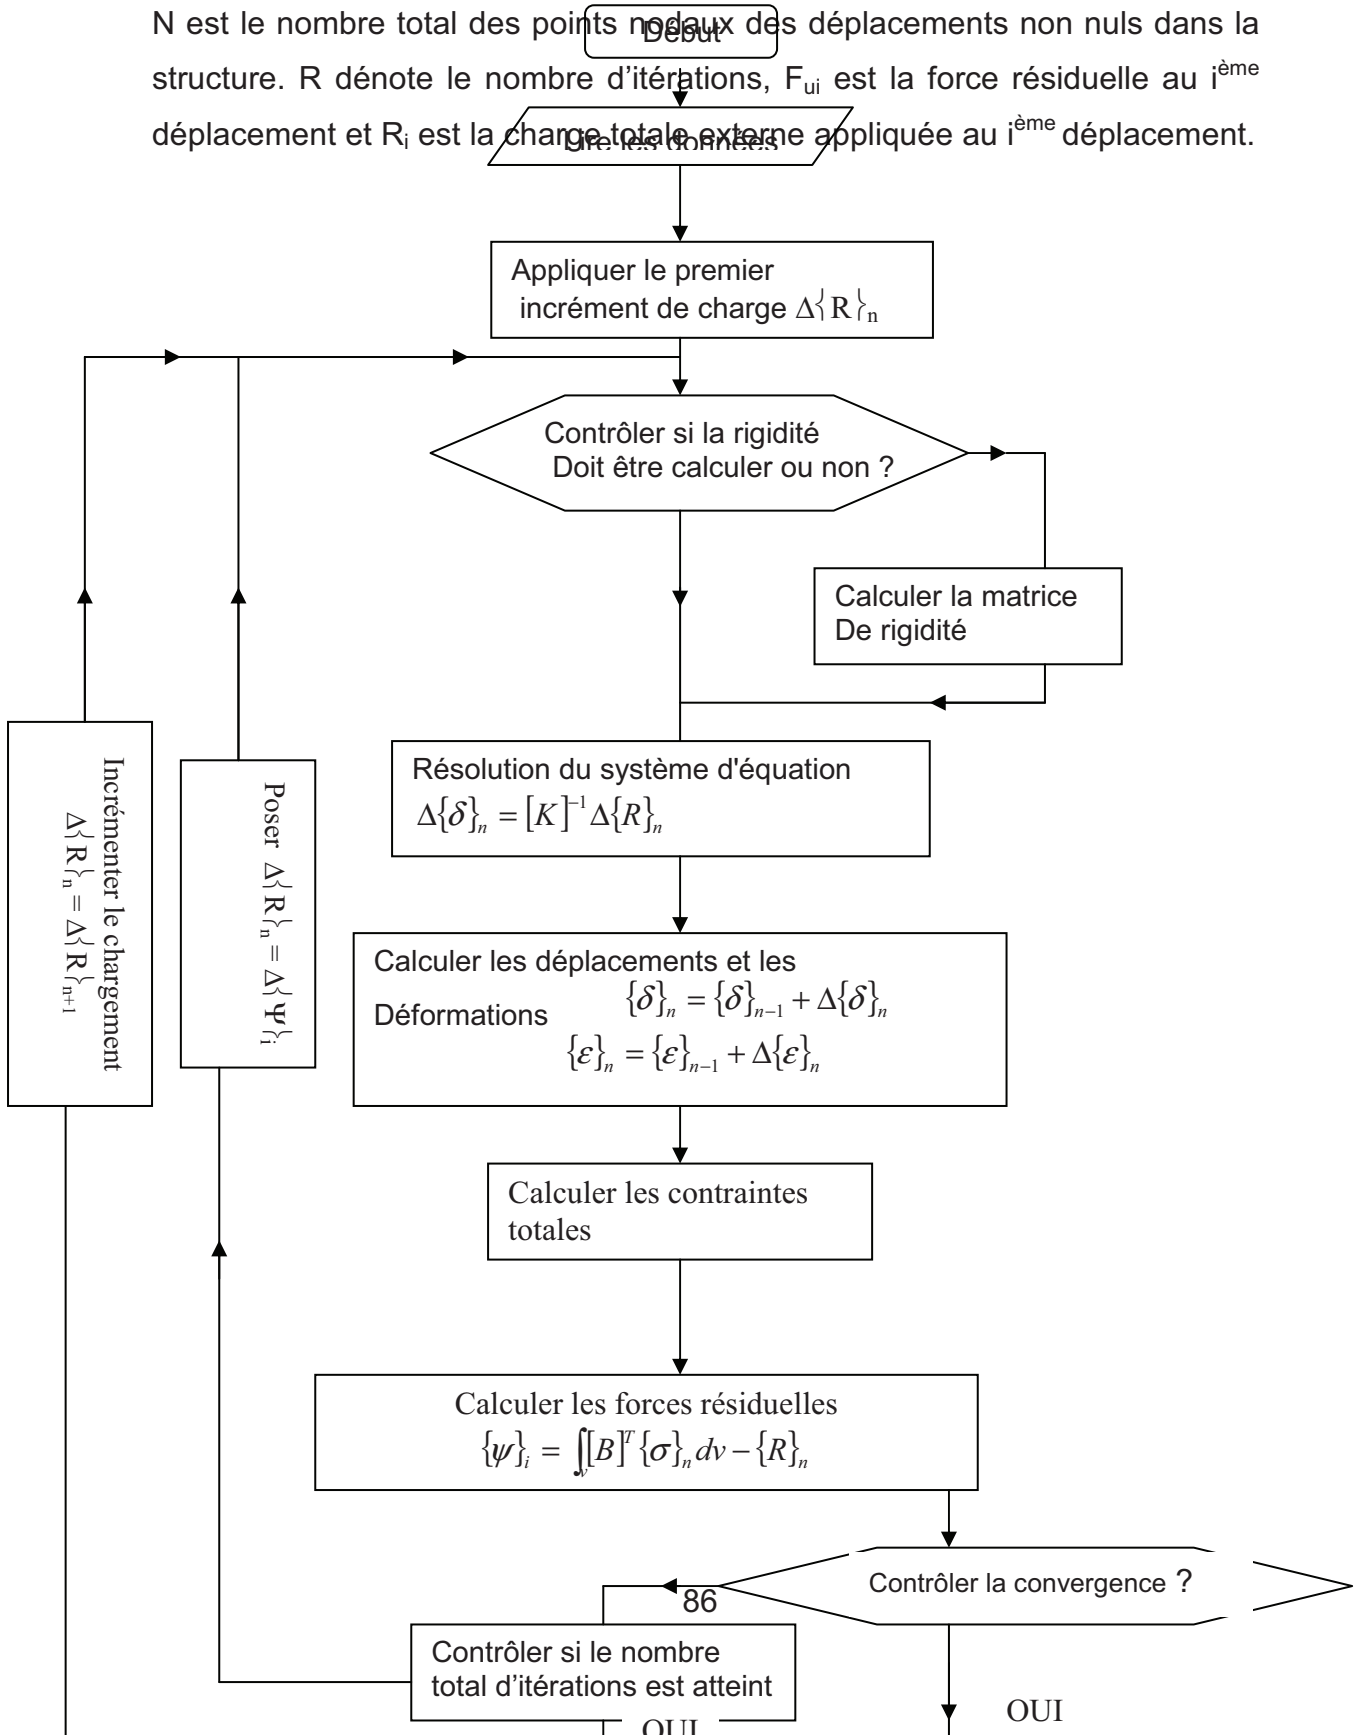 N est le nombre total des points nodaux des déplacements non nuls dans la
Début
structure. R dénote le nombre d'itérations, Fui est la force résiduelle au ième
déplacement et Ri est la charge totale externe appliquée au ième déplacement.
Lire les données
Appliquer le premier
incrément de charge Δ{R}n
Contrôler si la rigidité
Doit être calculer ou non ?
Calculer la matrice
De rigidité
Incrémenter le chargement
Δ{R}n = Δ{R}n+1
Poser Δ{R}n = Δ{Ψ}i
Résolution du système d'équation
Δ{δ}n = [K]⁻¹ Δ{R}n
Calculer les déplacements et les
Déformations {δ}n = {δ}n−1 + Δ{δ}n
{ε}n = {ε}n−1 + Δ{ε}n
Calculer les contraintes
totales
Calculer les forces résiduelles
{ψ}i = ∫v[B]ᵀ{σ}n dv − {R}n
Contrôler la convergence ?
86
Contrôler si le nombre
total d'itérations est atteint
OUI
OUI